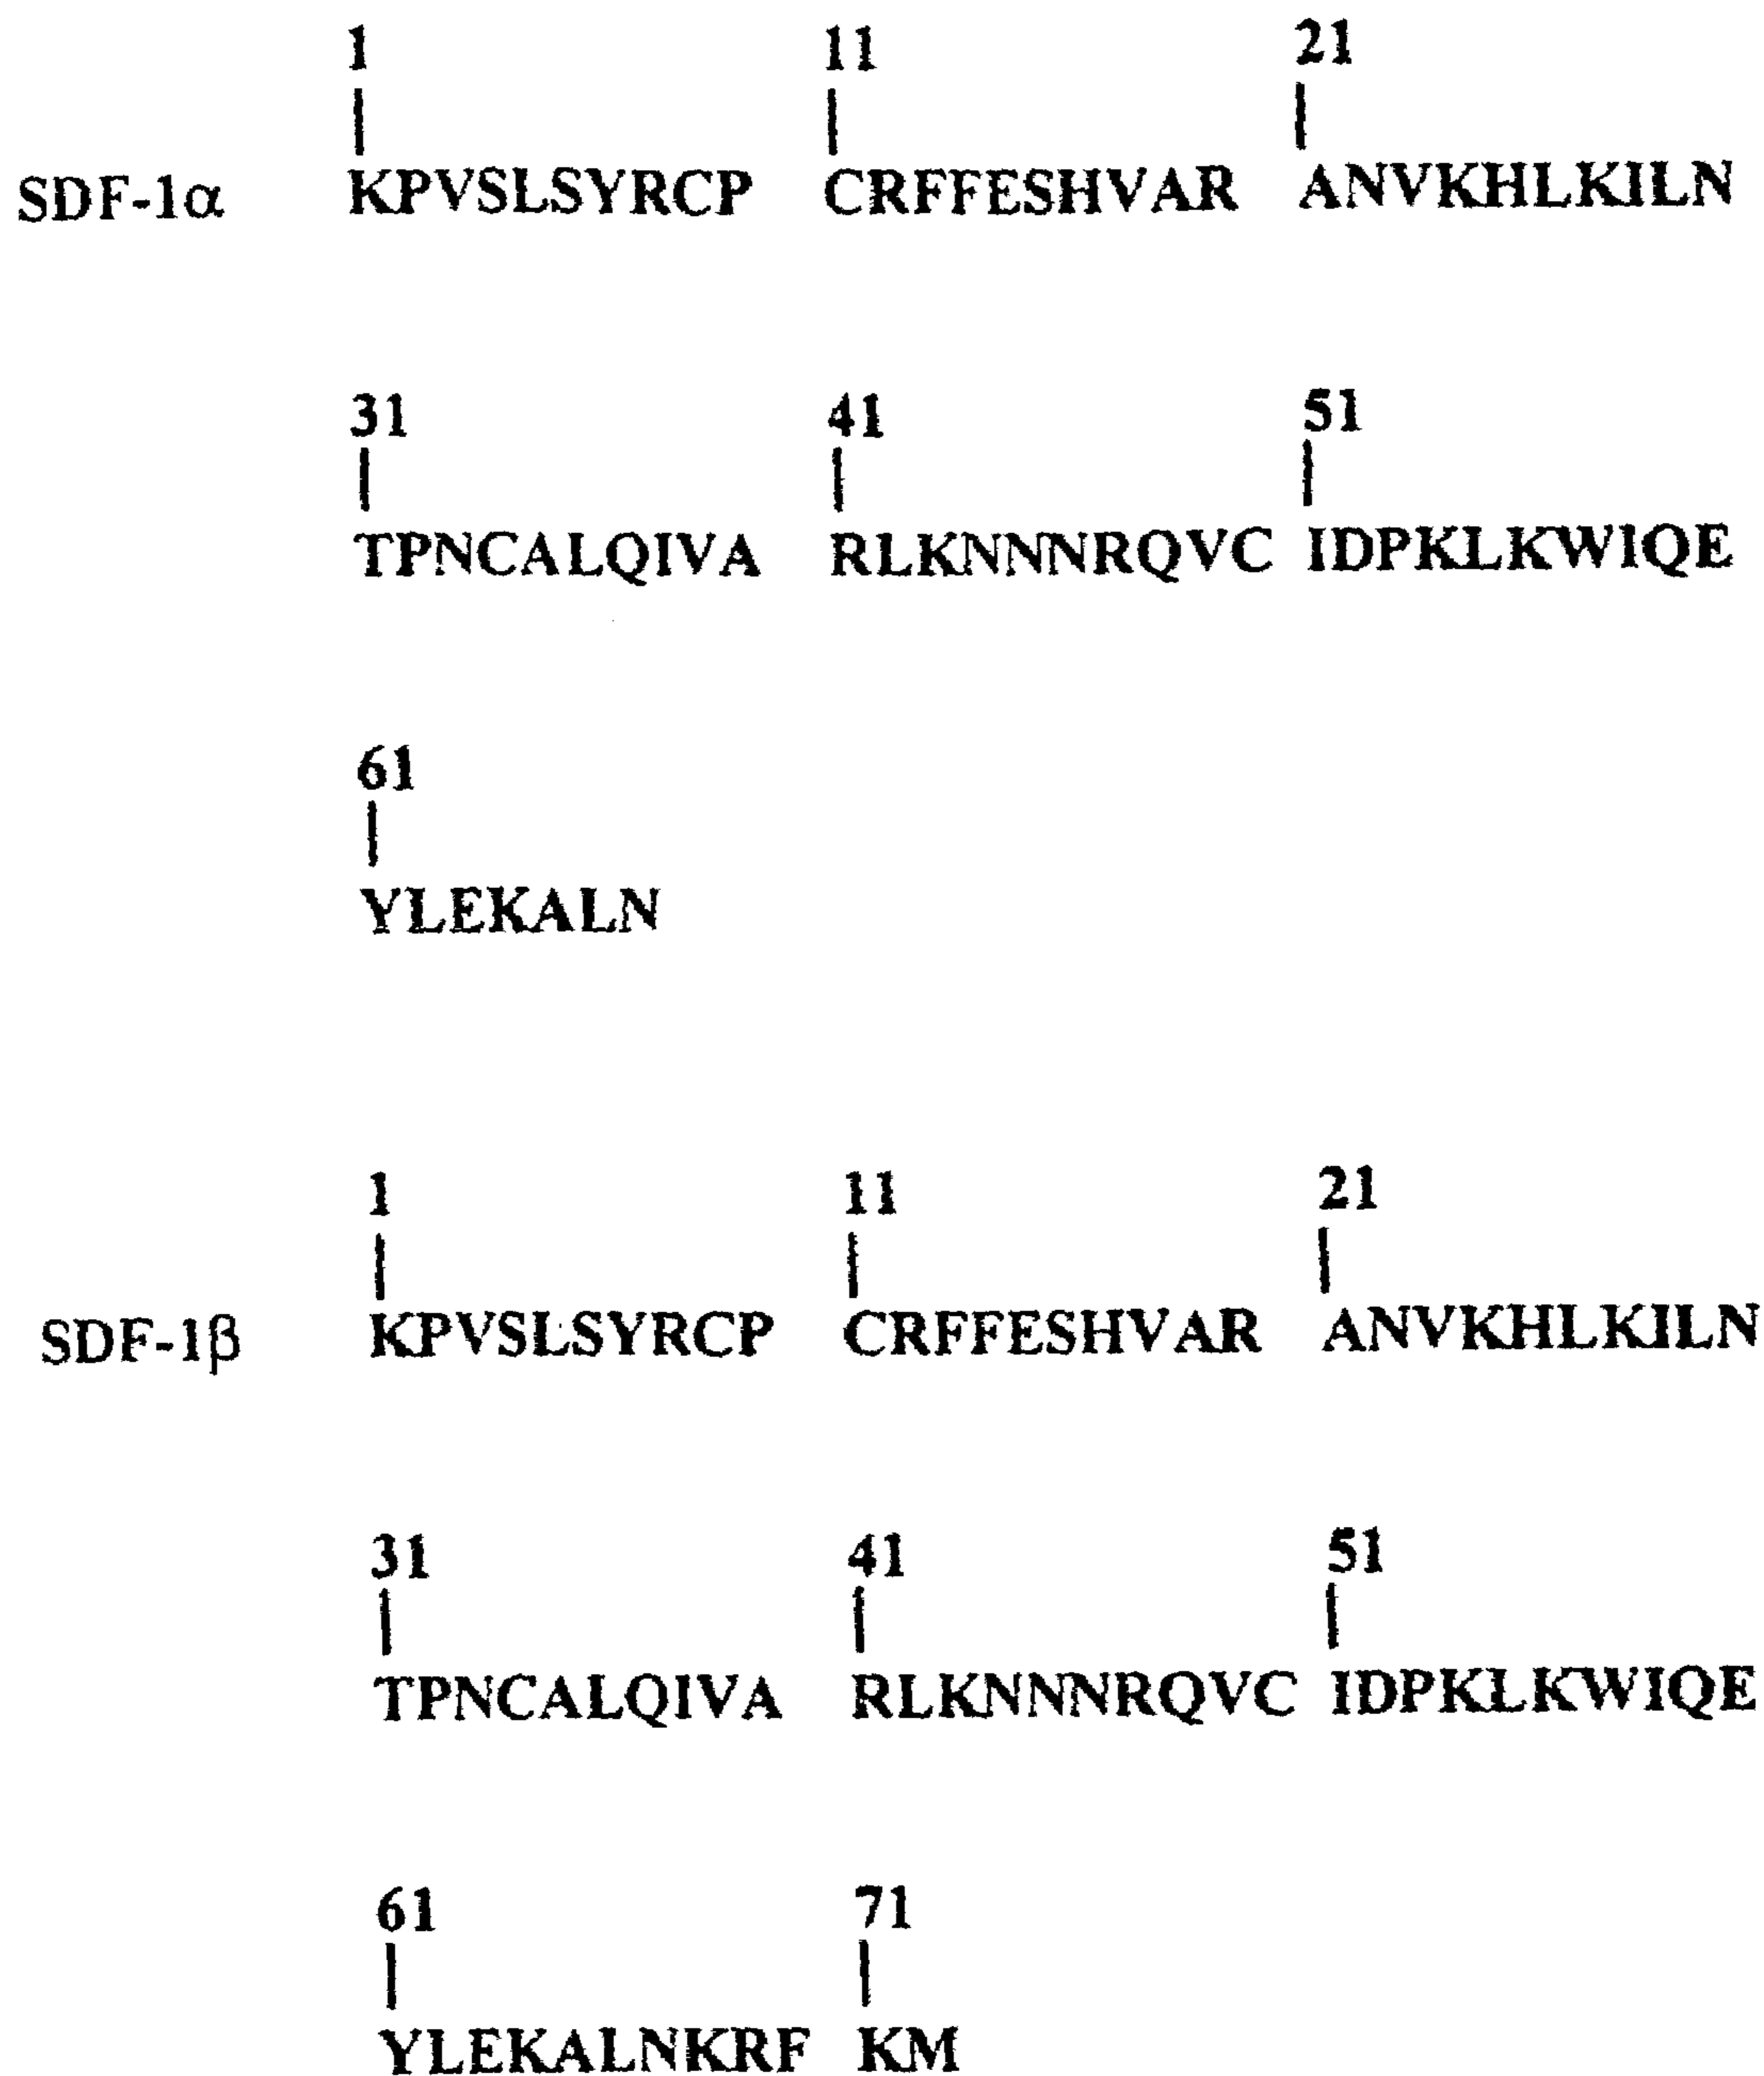 1 11 21
SDF-1α KPVSLSYRCP CRFFESHVAR ANVKHLKILN
31 41 51
TPNCALQIVA RLKNNNRQVC IDPKLKWIQE
61
YLEKALN
1 11 21
SDF-1β KPVSLSYRCP CRFFESHVAR ANVKHLKILN
31 41 51
TPNCALQIVA RLKNNNRQVC IDPKLKWIQE
61 71
YLEKALNKRF KM